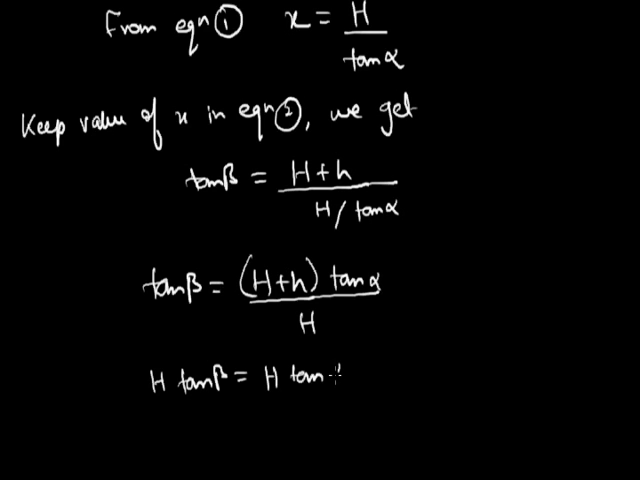 From eqn ① x = H / tanα
Keep value of x in eqn ②, we get
tanβ = H+h / H/tanα
tanβ = (H+h) tanα / H
H tanβ = H tan